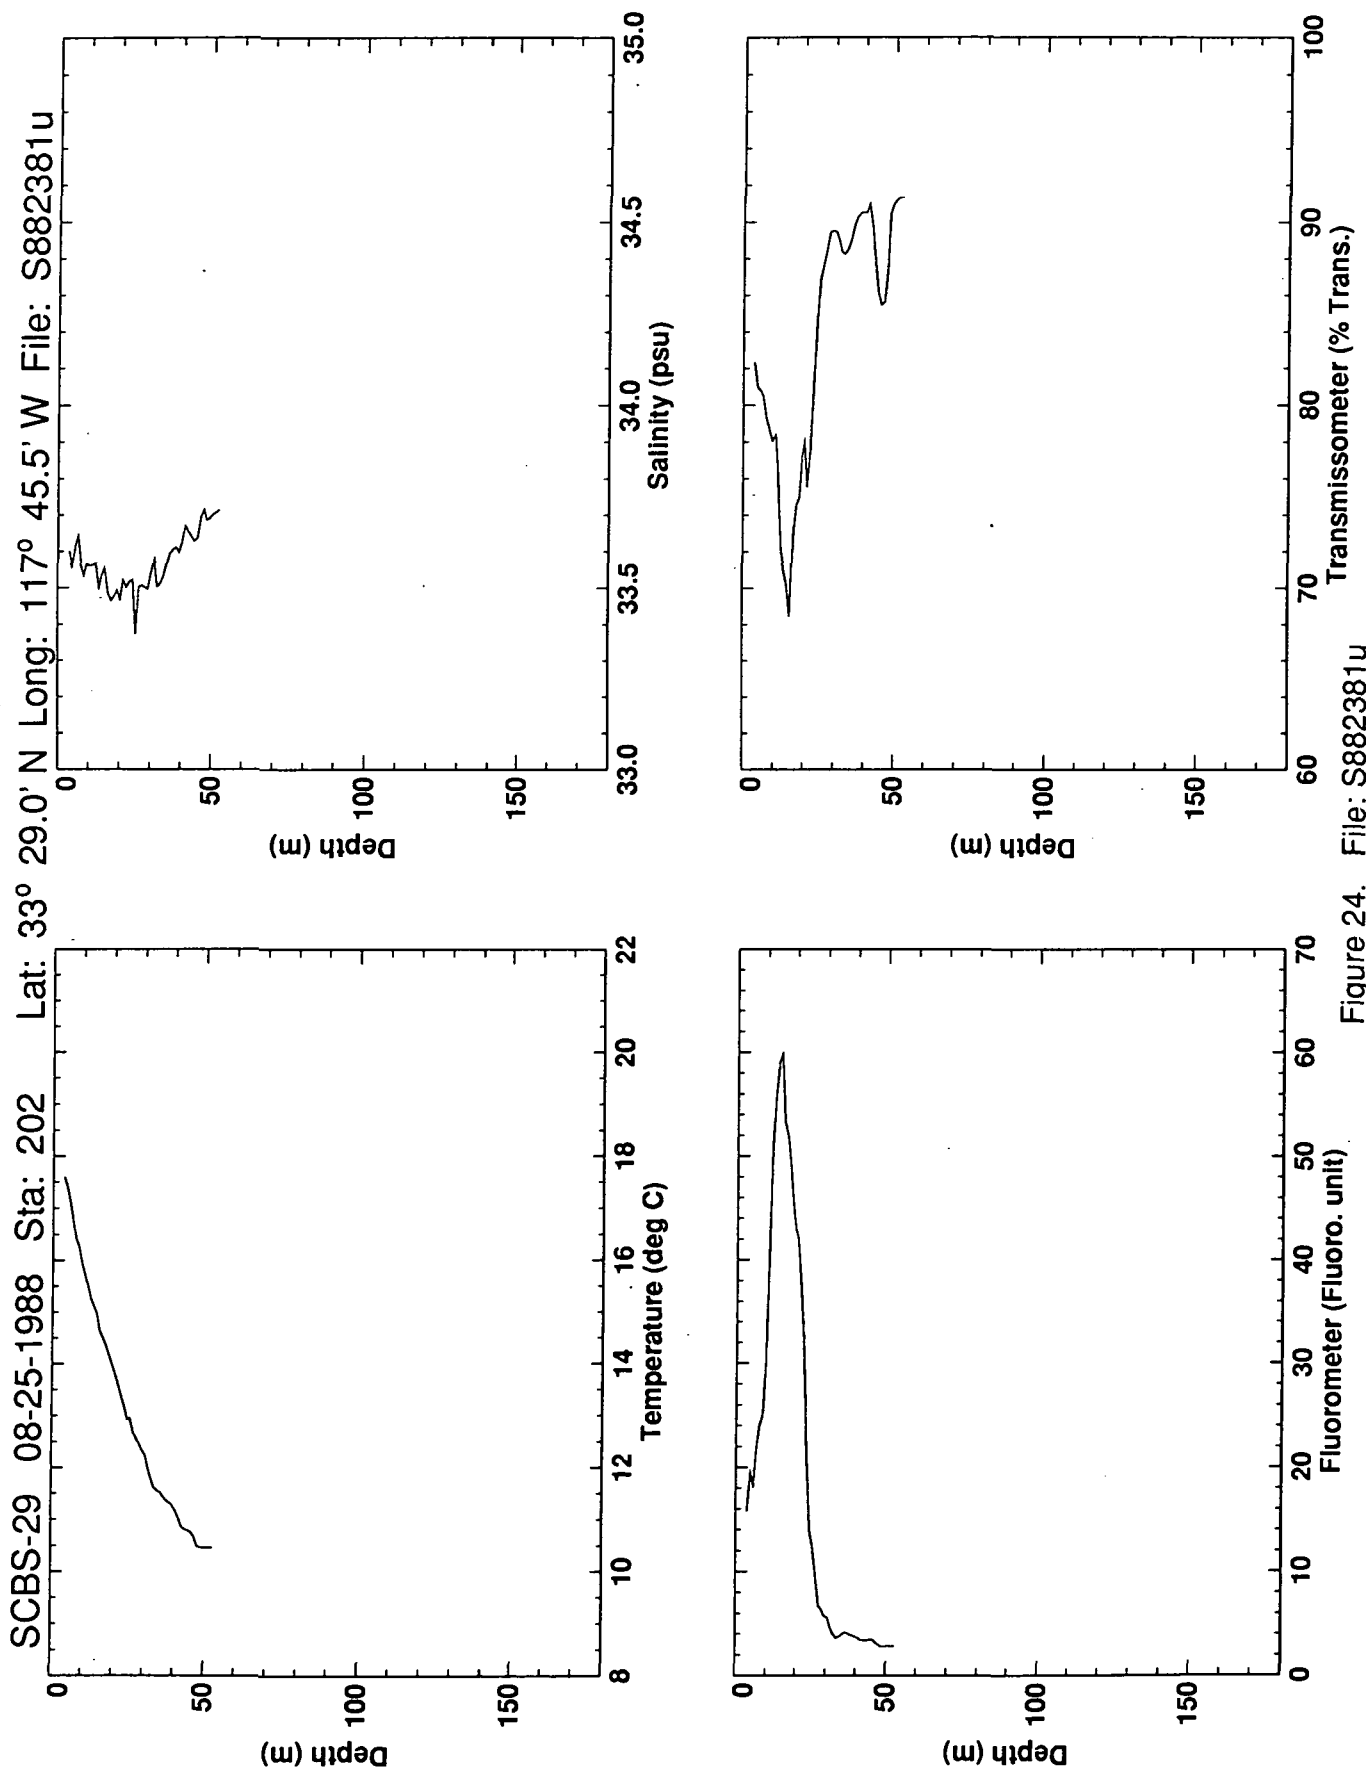 SCBS-29 08-25-1988 Sta: 202 Lat: 33° 29.0' N Long: 117° 45.5' W File: S882381u
0
50
100
150
Depth (m)
8 10 12 14 16 18 20 22
Temperature (deg C)
0
50
100
150
Depth (m)
33.0 33.5 34.0 34.5 35.0
Salinity (psu)
0
50
100
150
Depth (m)
0 10 20 30 40 50 60 70
Fluorometer (Fluoro. unit)
0
50
100
150
Depth (m)
60 70 80 90 100
Transmissometer (% Trans.)
Figure 24. File: S882381u